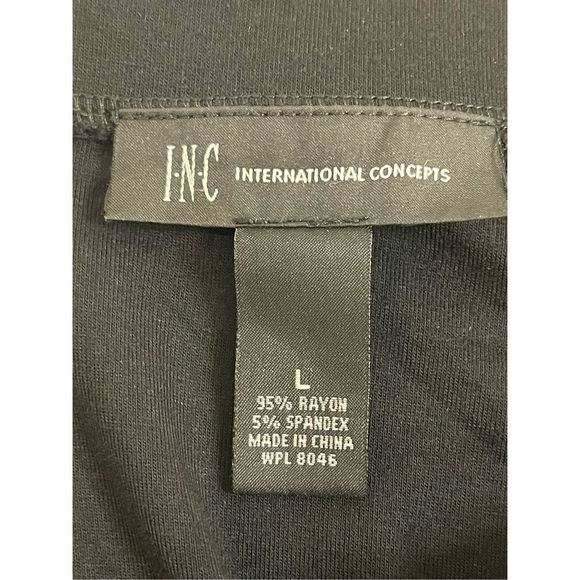 I·N·C INTERNATIONAL CONCEPTS
L
95% RAYON
5% SPANDEX
MADE IN CHINA
WPL 8046